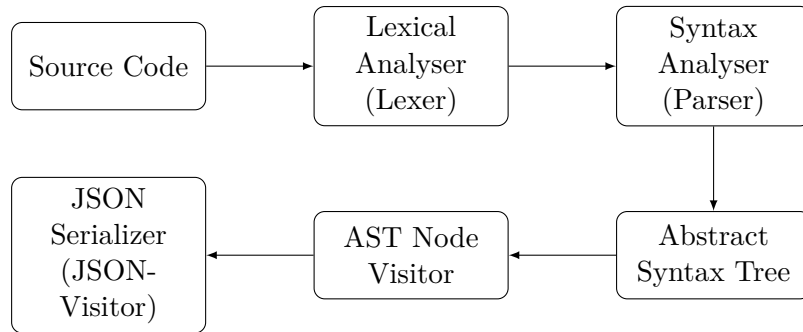 Source Code
Lexical
Analyser
(Lexer)
Syntax
Analyser
(Parser)
JSON
Serializer
(JSON-
Visitor)
AST Node
Visitor
Abstract
Syntax Tree